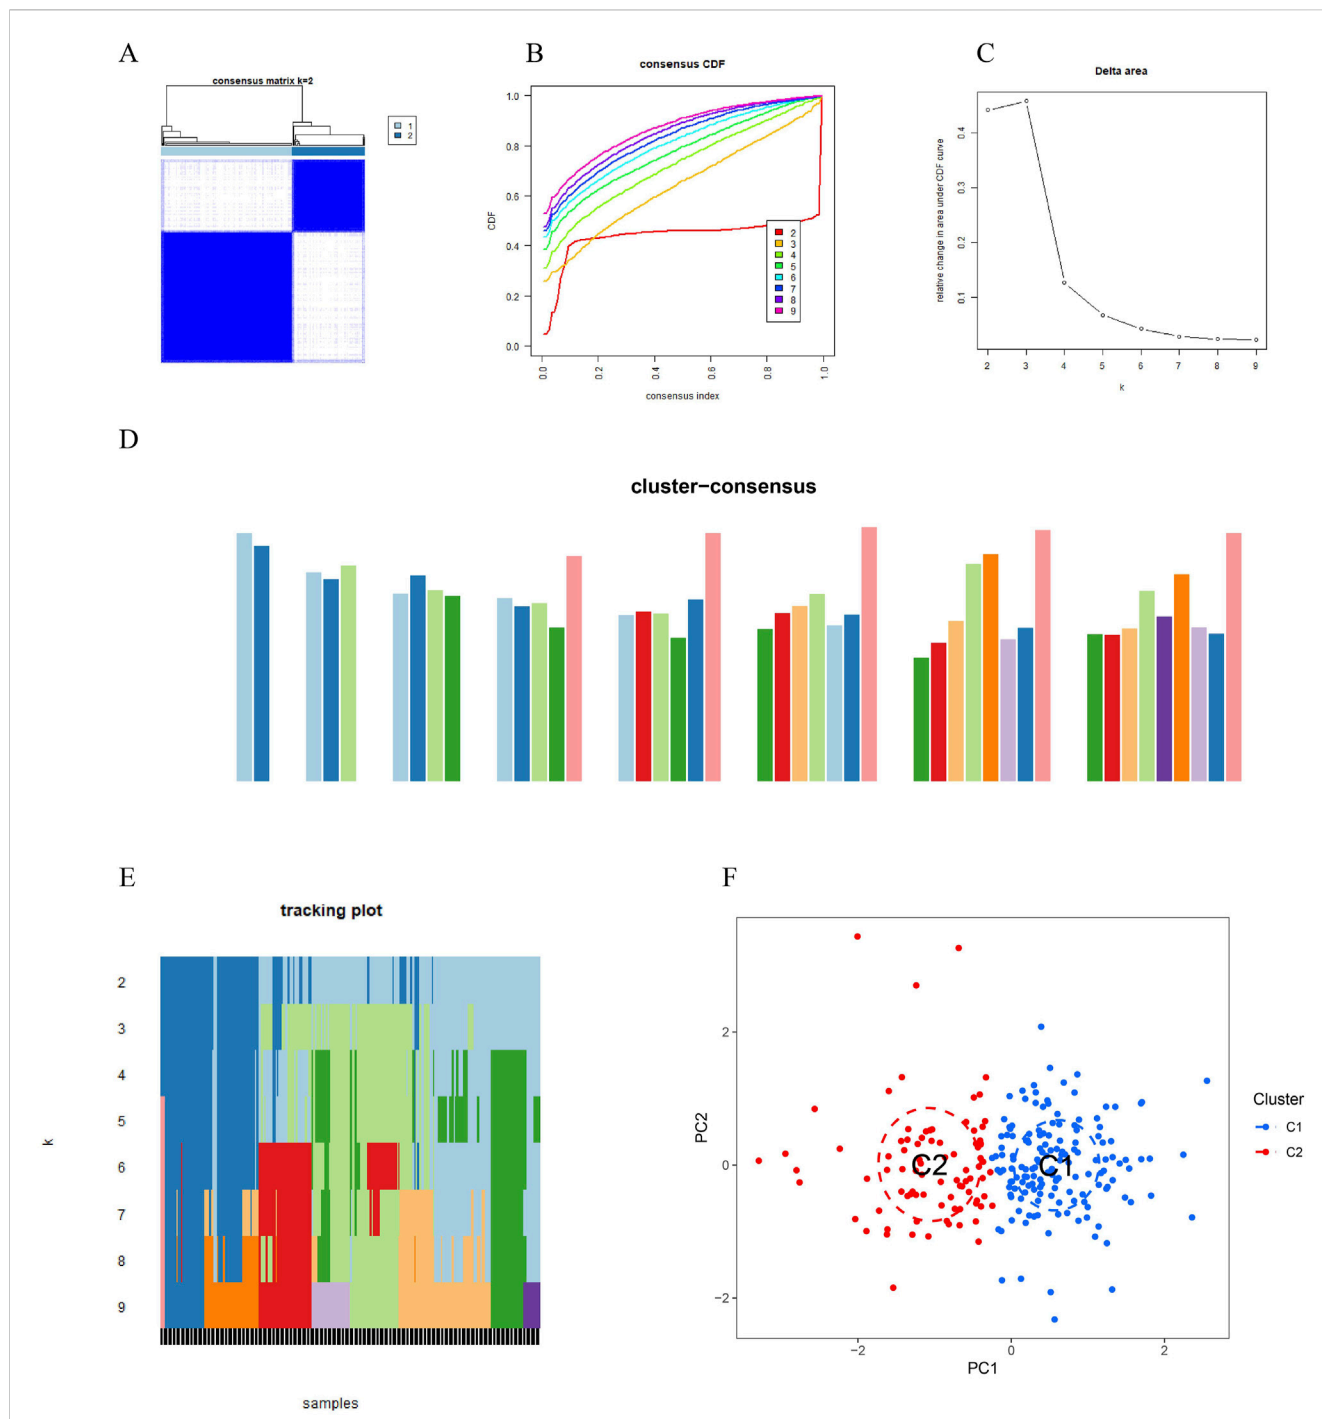 A
consensus matrix k=2
1
2
B
consensus CDF
CDF
1.0
0.8
0.6
0.4
0.2
0.0
0.0
0.2
0.4
0.6
0.8
1.0
consensus index
2
3
4
5
6
7
8
9
C
Delta area
relative change in area under CDF curve
0.4
0.3
0.2
0.1
2
3
4
5
6
7
8
9
k
D
cluster-consensus
E
tracking plot
k
2
3
4
5
6
7
8
9
samples
F
PC2
2
0
−2
C2
C1
−2
0
2
PC1
Cluster
C1
C2